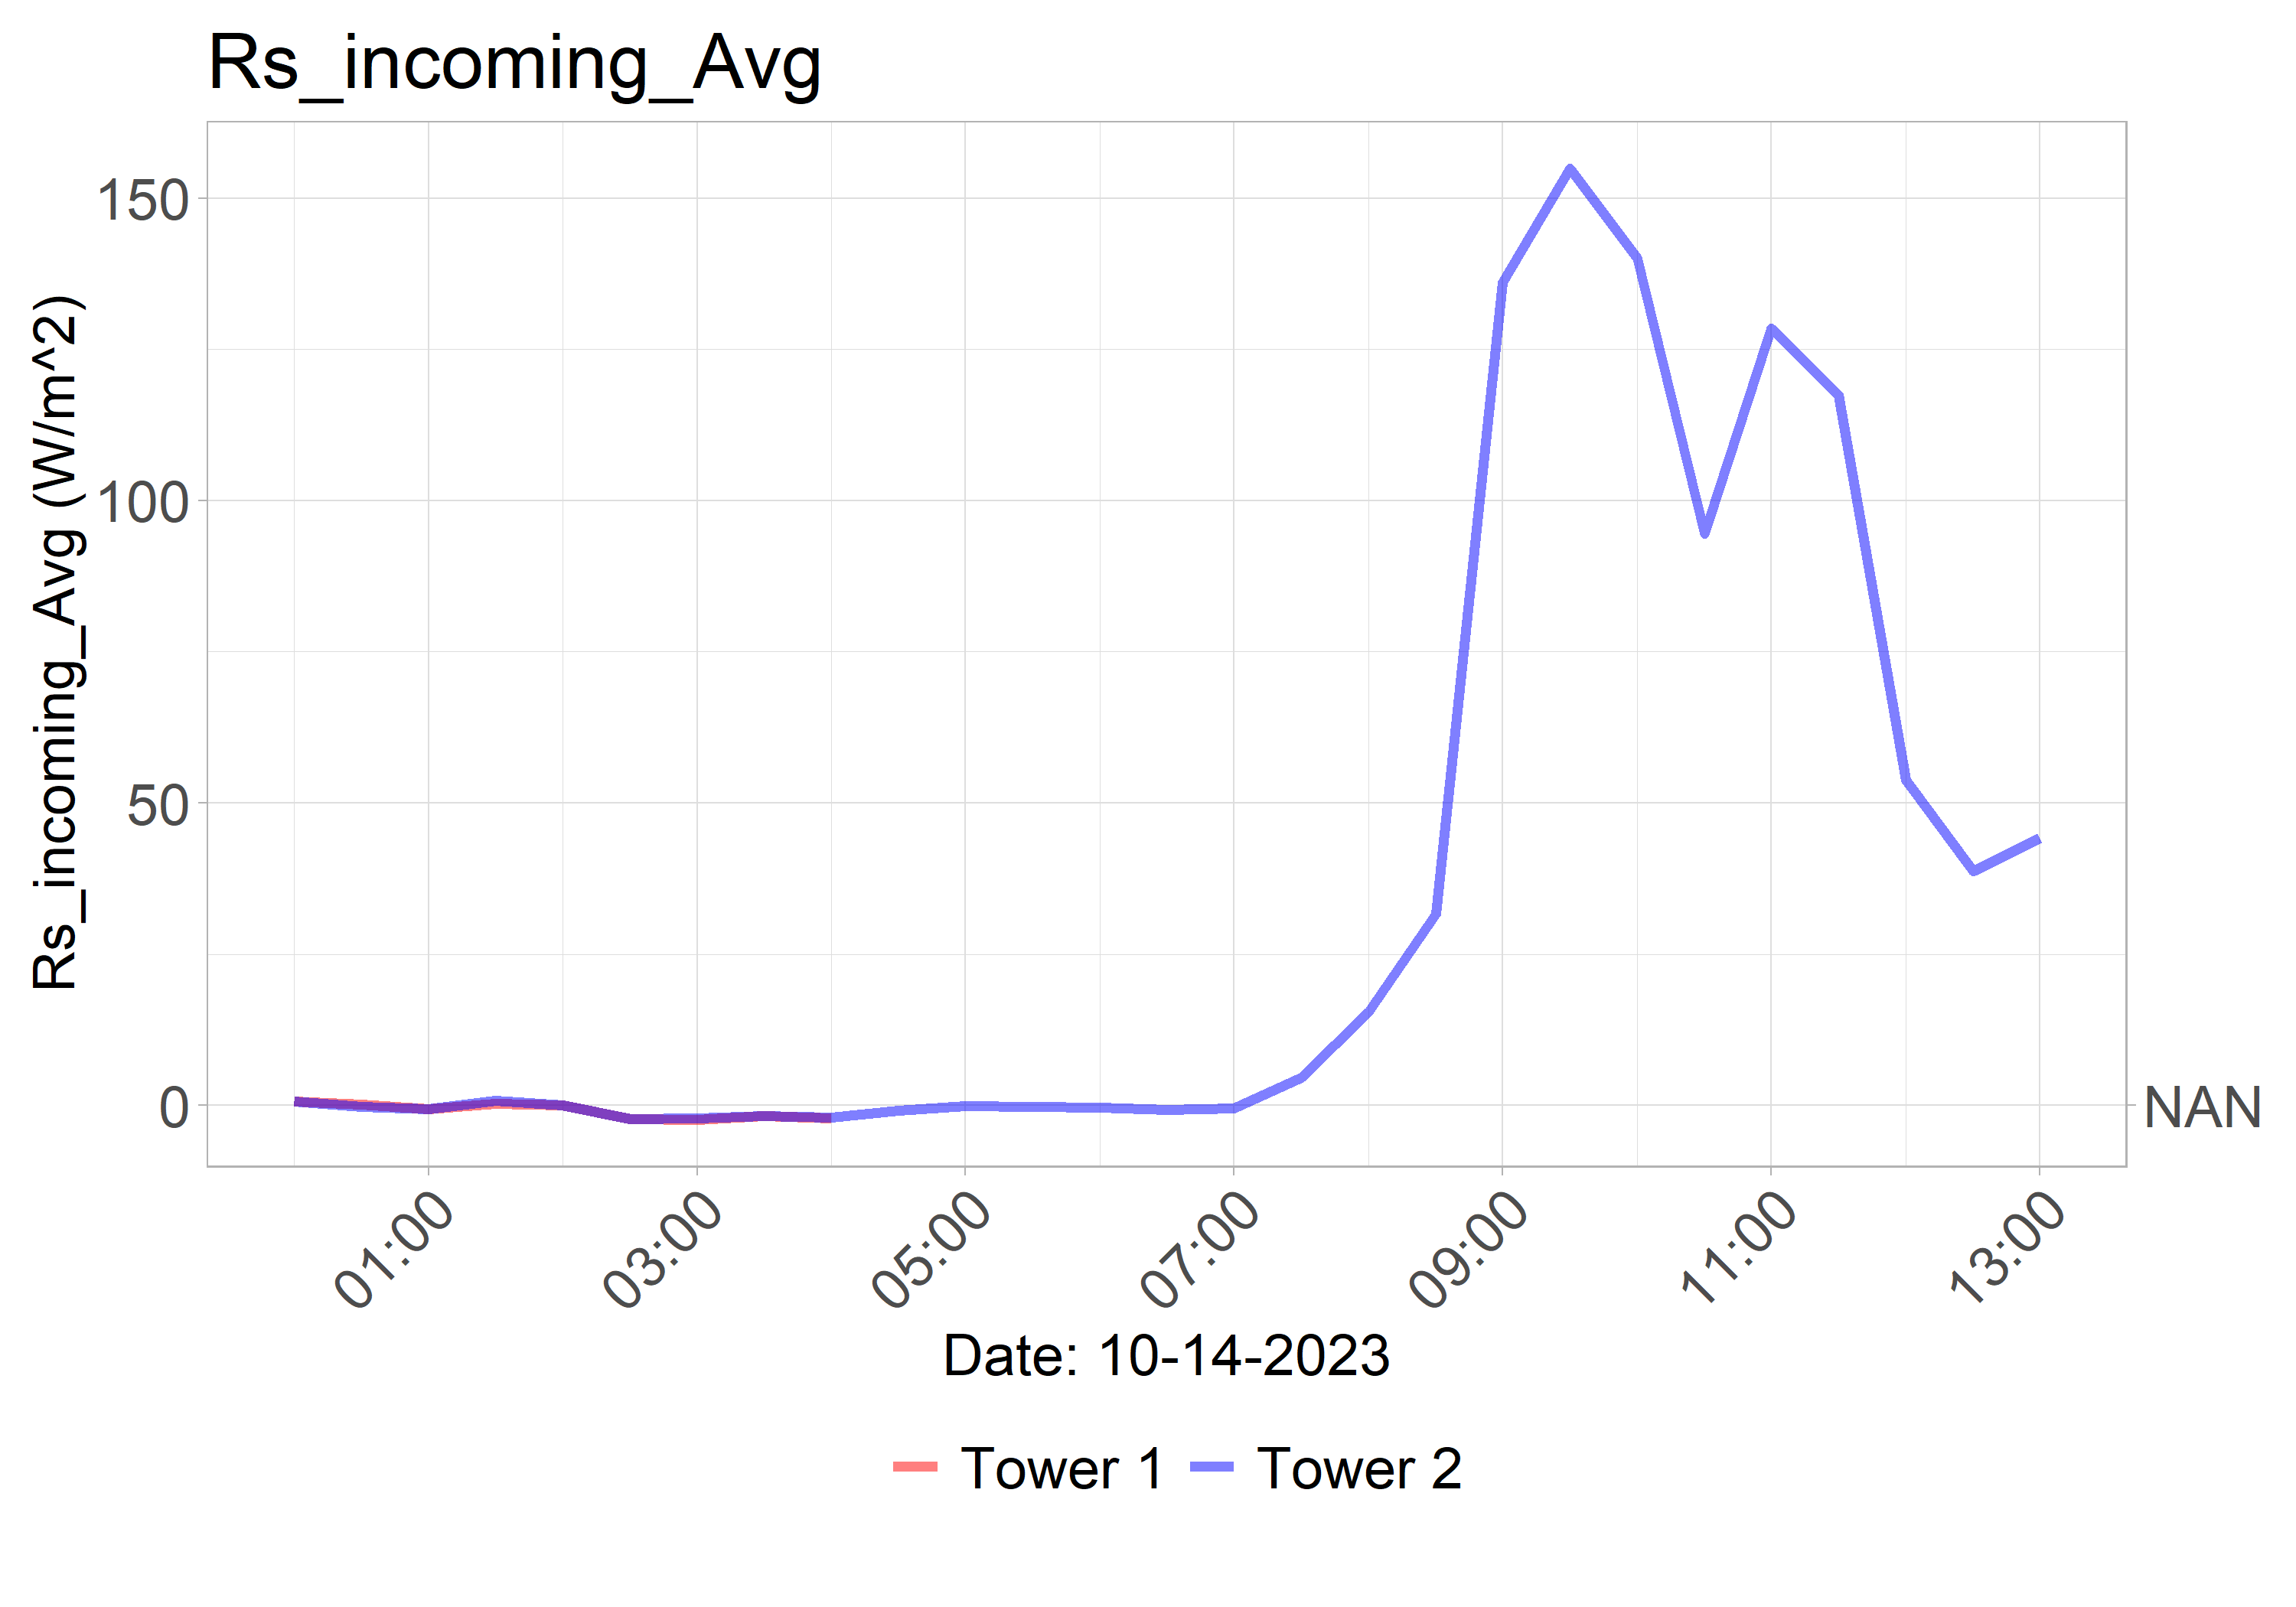 Rs_incoming_Avg
Rs_incoming_Avg (W/m^2)
150
100
50
0
NAN
01:00
03:00
05:00
07:00
09:00
11:00
13:00
Date: 10-14-2023
Tower 1
Tower 2